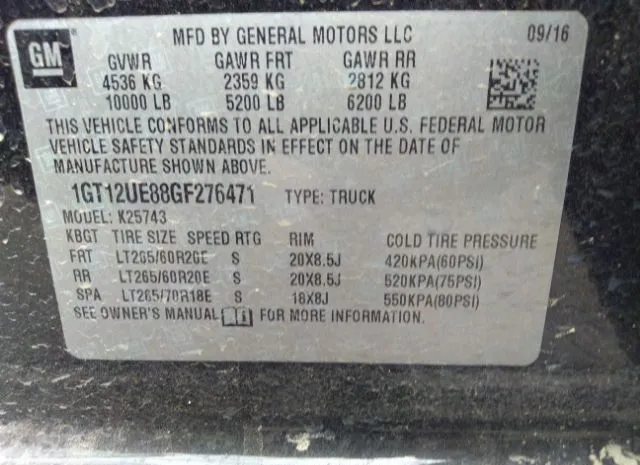 GM
MFD BY GENERAL MOTORS LLC 09/16
GVWR GAWR FRT GAWR RR
4536 KG 2359 KG 2812 KG
10000 LB 5200 LB 6200 LB
THIS VEHICLE CONFORMS TO ALL APPLICABLE U.S. FEDERAL MOTOR
VEHICLE SAFETY STANDARDS IN EFFECT ON THE DATE OF
MANUFACTURE SHOWN ABOVE.
1GT12UE88GF276471 TYPE: TRUCK
MODEL: K25743
KBGT TIRE SIZE SPEED RTG RIM COLD TIRE PRESSURE
FRT LT265/60R20E S 20X8.5J 420KPA(60PSI)
RR LT265/60R20E S 20X8.5J 520KPA(75PSI)
SPA LT265/70R18E S 18X8J 550KPA(80PSI)
SEE OWNER'S MANUAL FOR MORE INFORMATION.